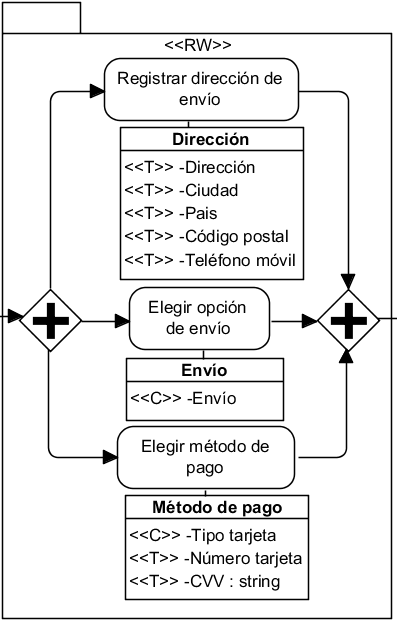 <<RW>>
Registrar dirección de
envío
Dirección
<<T>> -Dirección
<<T>> -Ciudad
<<T>> -Pais
<<T>> -Código postal
<<T>> -Teléfono móvil
Elegir opción
de envío
Envío
<<C>> -Envío
Elegir método de
pago
Método de pago
<<C>> -Tipo tarjeta
<<T>> -Número tarjeta
<<T>> -CVV : string